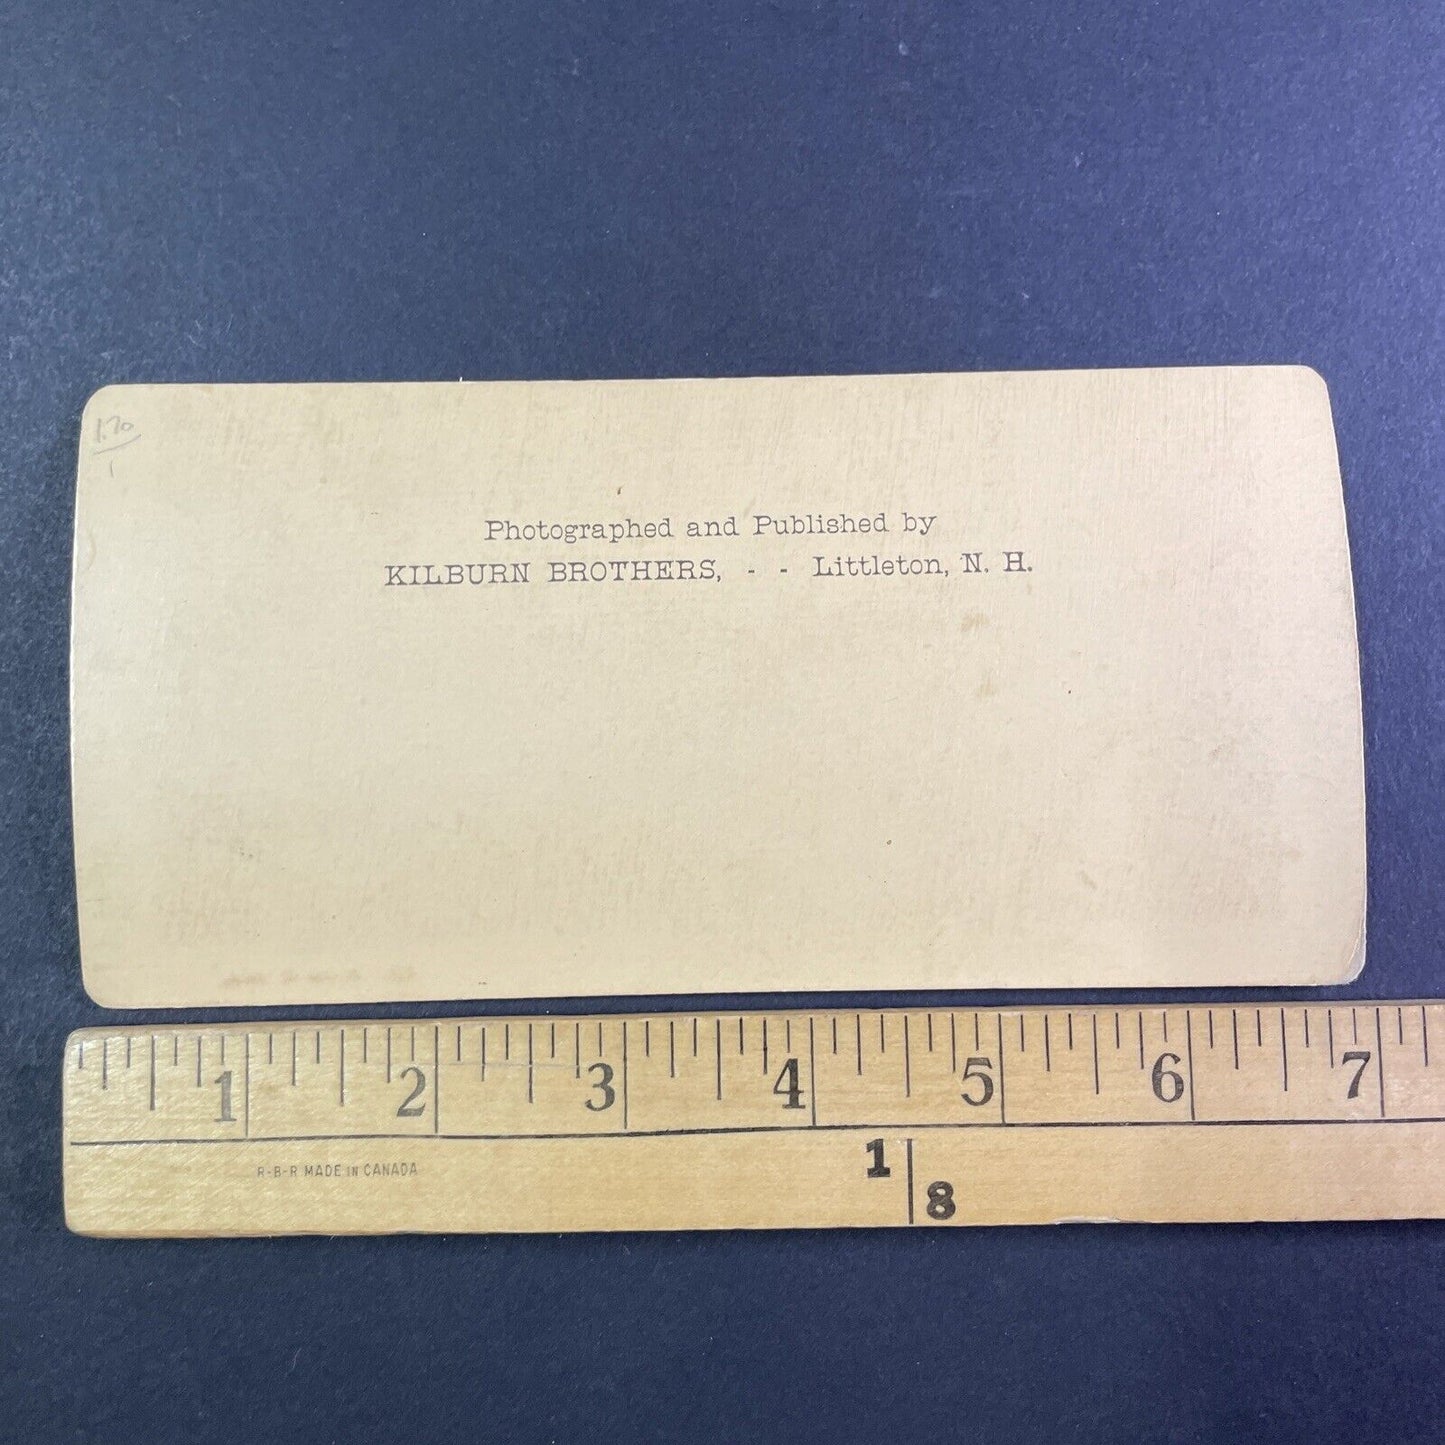 1.70
Photographed and Published by
KILBURN BROTHERS, - - Littleton, N. H.
1 2 3 4 5 6 7
R-B-R MADE IN CANADA
1
8